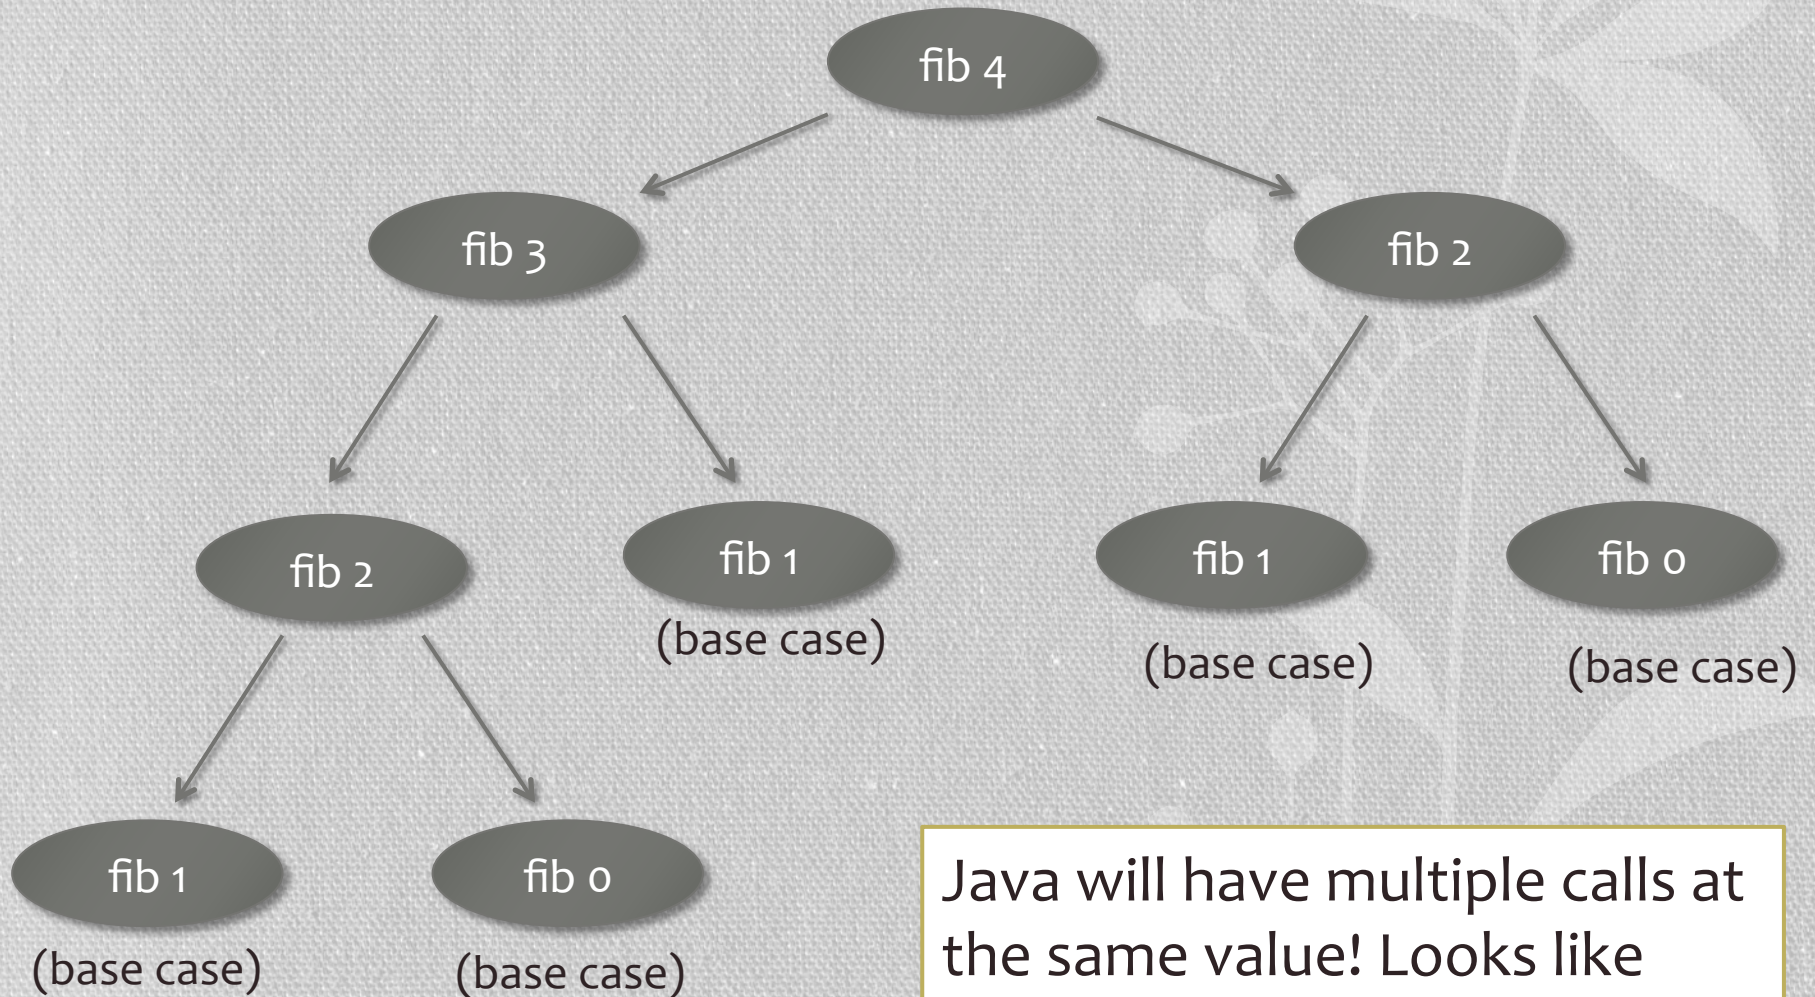 fib 4
fib 3
fib 2
fib 2
fib 1
fib 1
fib 0
(base case)
(base case)
(base case)
fib 1
fib 0
(base case)
(base case)
Java will have multiple calls at
the same value! Looks like